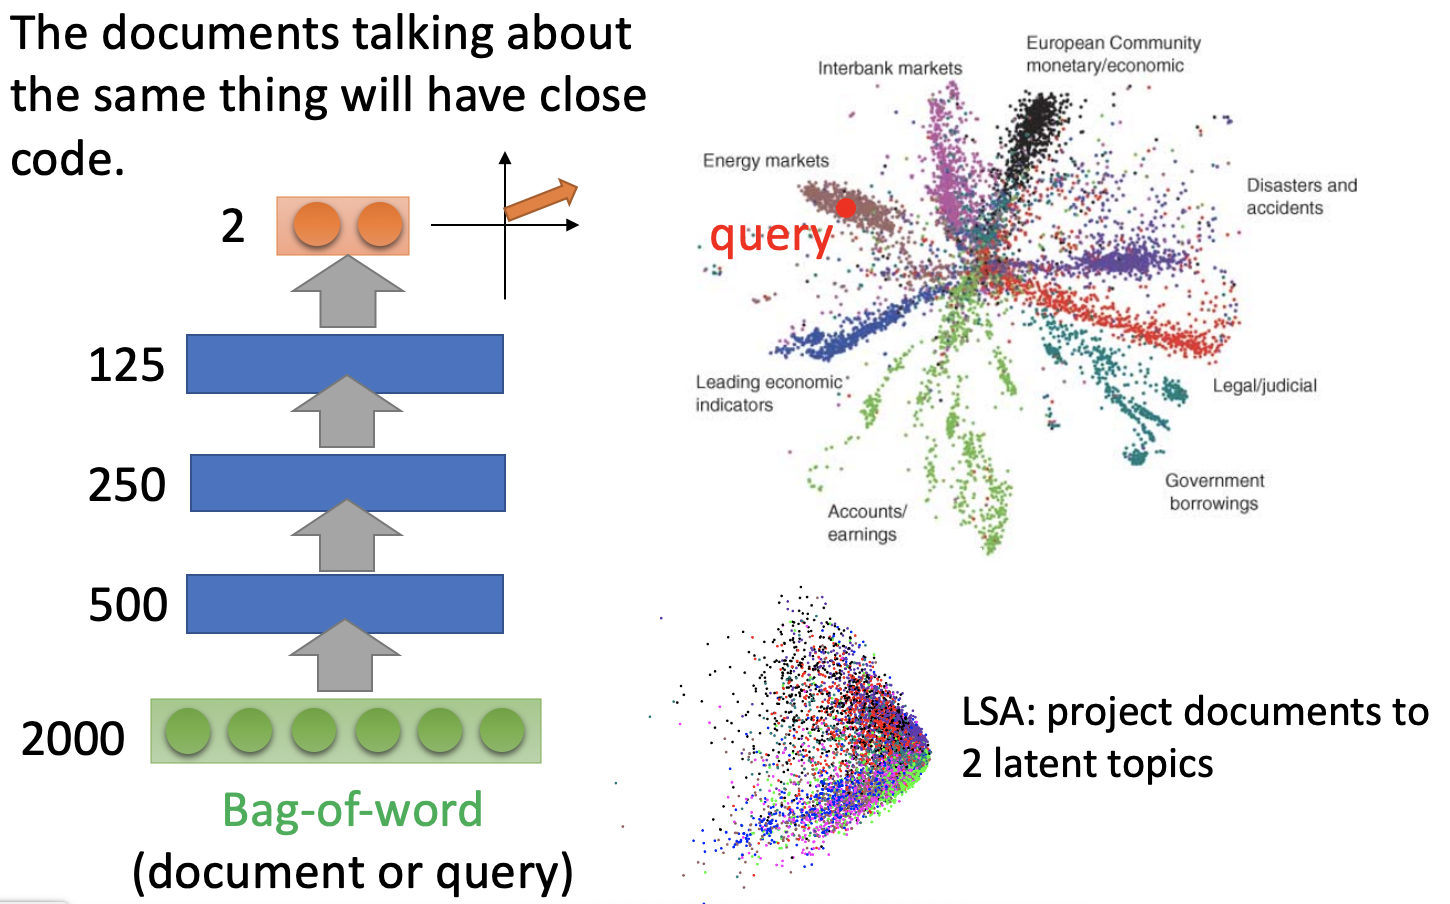 The documents talking about
the same thing will have close
code.
2
125
250
500
2000
Bag-of-word
(document or query)
Interbank markets
European Community
monetary/economic
Energy markets
query
Disasters and
accidents
Leading economic
indicators
Legal/judicial
Government
borrowings
Accounts/
earnings
LSA: project documents to
2 latent topics